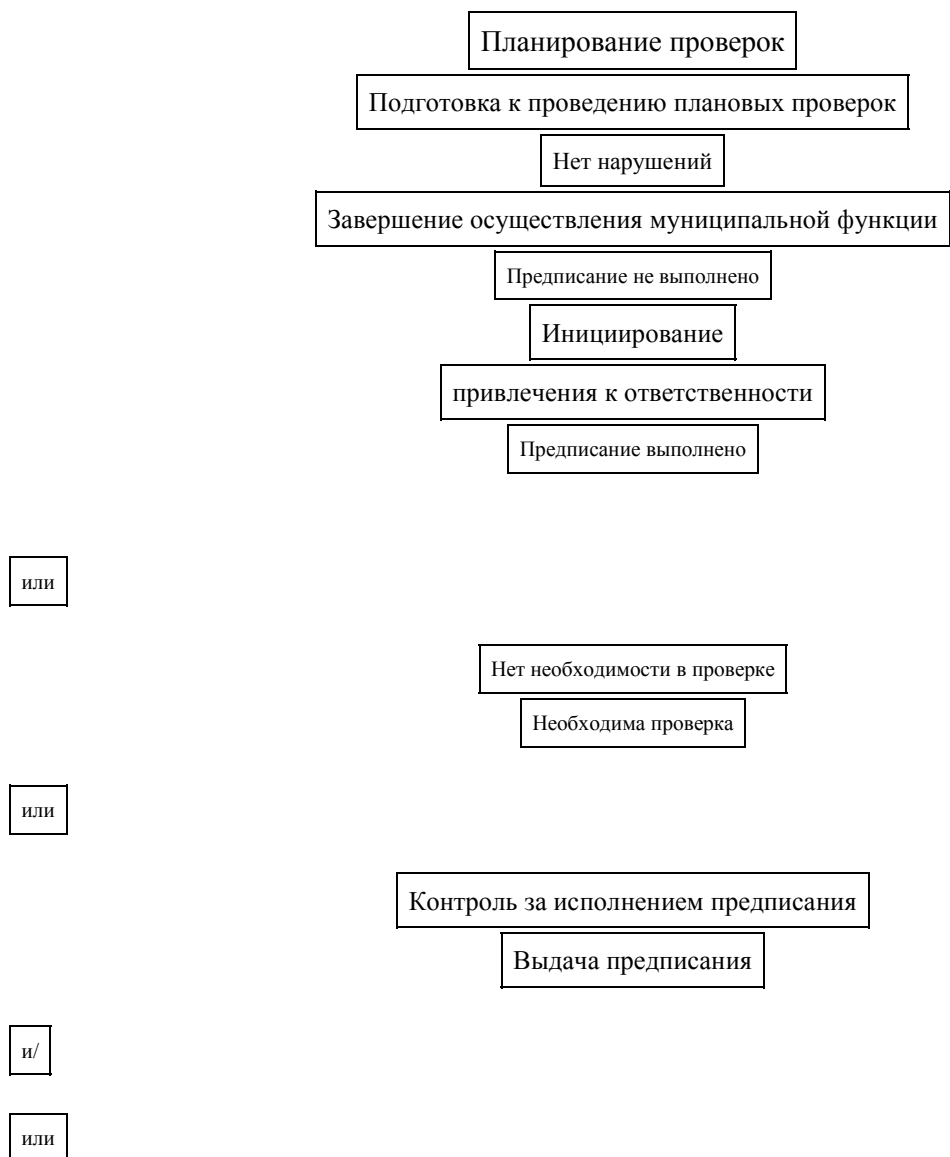 Планирование проверок
Подготовка к проведению плановых проверок
Нет нарушений
Завершение осуществления муниципальной функции
Предписание не выполнено
Инициирование
привлечения к ответственности
Предписание выполнено
или
Нет необходимости в проверке
Необходима проверка
или
Контроль за исполнением предписания
Выдача предписания
и/
или